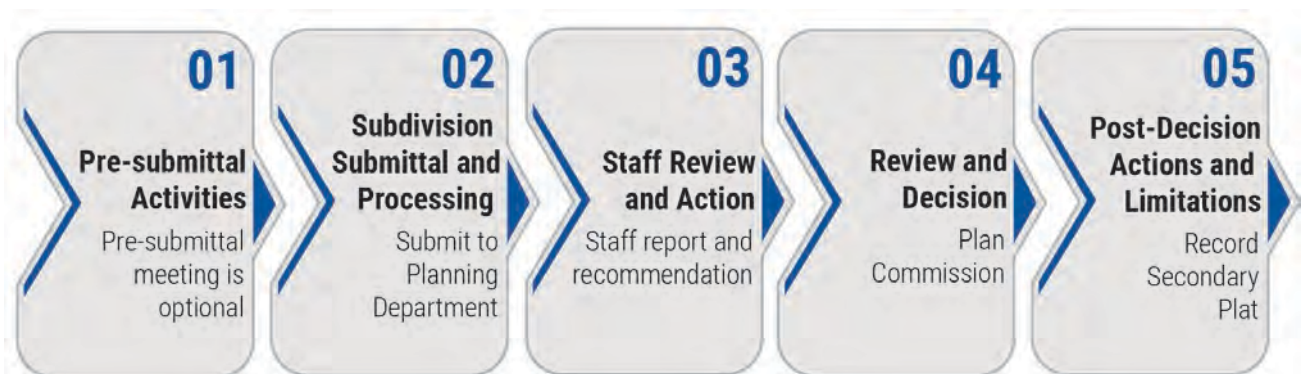 01
Pre-submittal
Activities
Pre-submittal
meeting is
optional
02
Subdivision
Submittal and
Processing
Submit to
Planning
Department
03
Staff Review
and Action
Staff report and
recommendation
04
Review and
Decision
Plan
Commission
05
Post-Decision
Actions and
Limitations
Record
Secondary
Plat